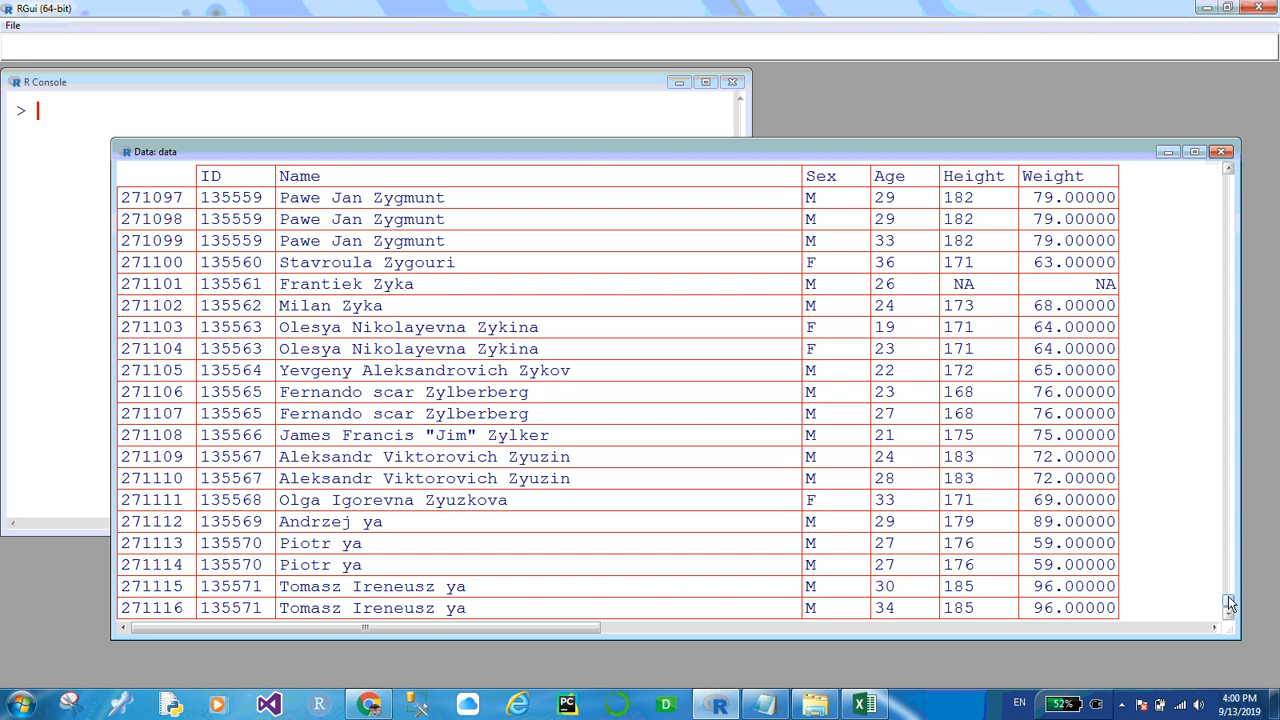 RGui (64-bit)
File
R Console
>
Data: data
ID Name Sex Age Height Weight
271097 135559 Pawe Jan Zygmunt M 29 182 79.00000
271098 135559 Pawe Jan Zygmunt M 29 182 79.00000
271099 135559 Pawe Jan Zygmunt M 33 182 79.00000
271100 135560 Stavroula Zygouri F 36 171 63.00000
271101 135561 Frantiek Zyka M 26 NA NA
271102 135562 Milan Zyka M 24 173 68.00000
271103 135563 Olesya Nikolayevna Zykina F 19 171 64.00000
271104 135563 Olesya Nikolayevna Zykina F 23 171 64.00000
271105 135564 Yevgeny Aleksandrovich Zykov M 22 172 65.00000
271106 135565 Fernando scar Zylberberg M 23 168 76.00000
271107 135565 Fernando scar Zylberberg M 27 168 76.00000
271108 135566 James Francis "Jim" Zylker M 21 175 75.00000
271109 135567 Aleksandr Viktorovich Zyuzin M 24 183 72.00000
271110 135567 Aleksandr Viktorovich Zyuzin M 28 183 72.00000
271111 135568 Olga Igorevna Zyuzkova F 33 171 69.00000
271112 135569 Andrzej ya M 29 179 89.00000
271113 135570 Piotr ya M 27 176 59.00000
271114 135570 Piotr ya M 27 176 59.00000
271115 135571 Tomasz Ireneusz ya M 30 185 96.00000
271116 135571 Tomasz Ireneusz ya M 34 185 96.00000
EN 52% 4:00 PM
9/13/2019